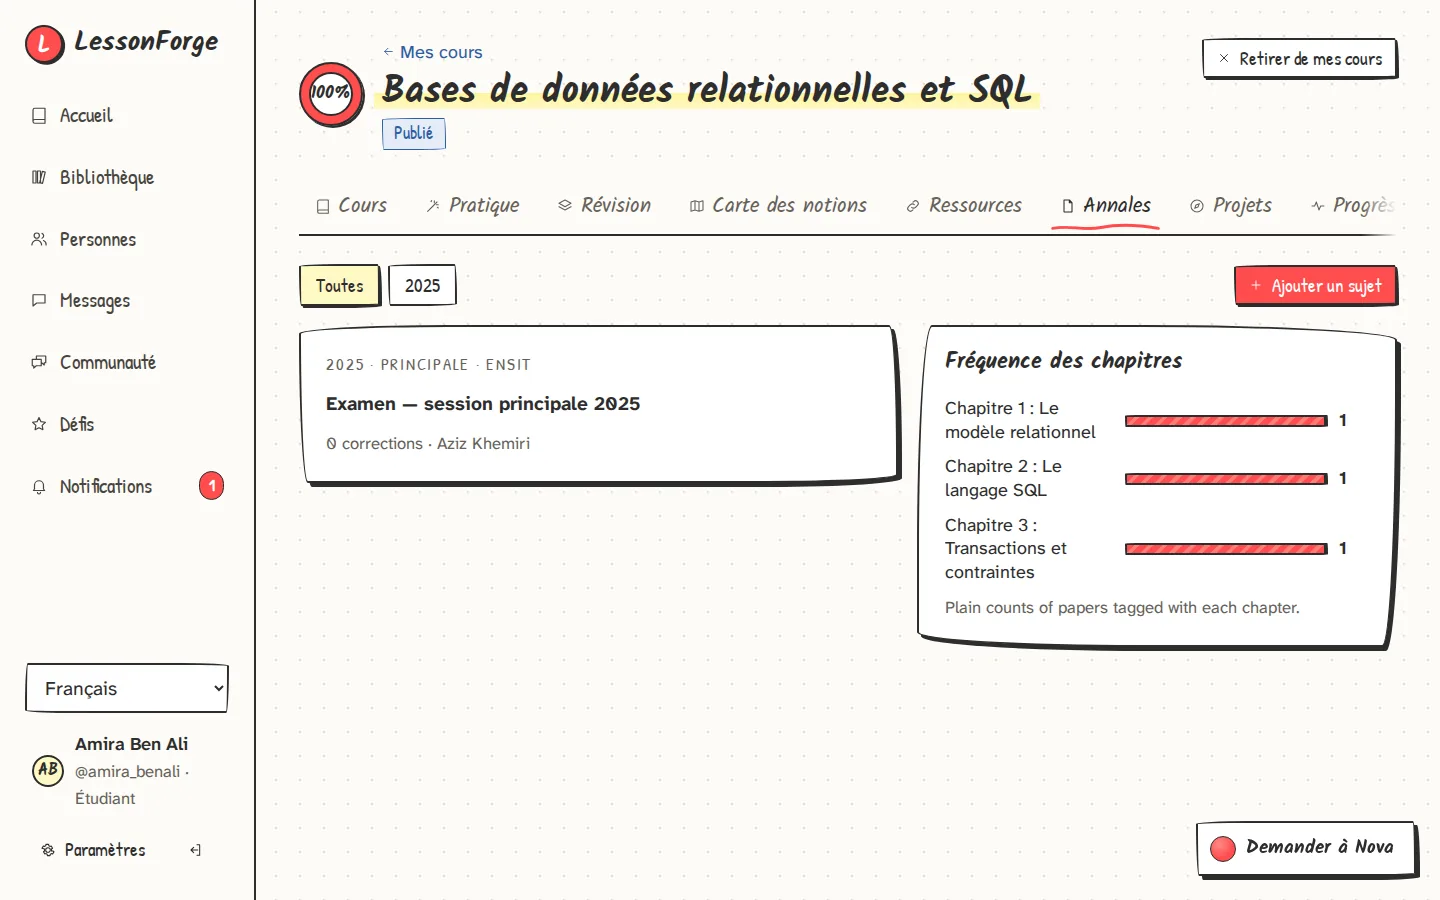 L LessonForge
Accueil
Bibliothèque
Personnes
Messages
Communauté
Défis
Notifications 1
Français
AB Amira Ben Ali
@amira_benali ·
Étudiant
Paramètres
← Mes cours
100% Bases de données relationnelles et SQL
Publié
× Retirer de mes cours
Cours Pratique Révision Carte des notions Ressources Annales Projets Progrès
Toutes 2025
+ Ajouter un sujet
2025 · PRINCIPALE · ENSIT
Examen — session principale 2025
0 corrections · Aziz Khemiri
Fréquence des chapitres
Chapitre 1 : Le
modèle relationnel 1
Chapitre 2 : Le
langage SQL 1
Chapitre 3 :
Transactions et 1
contraintes
Plain counts of papers tagged with each chapter.
Demander à Nova